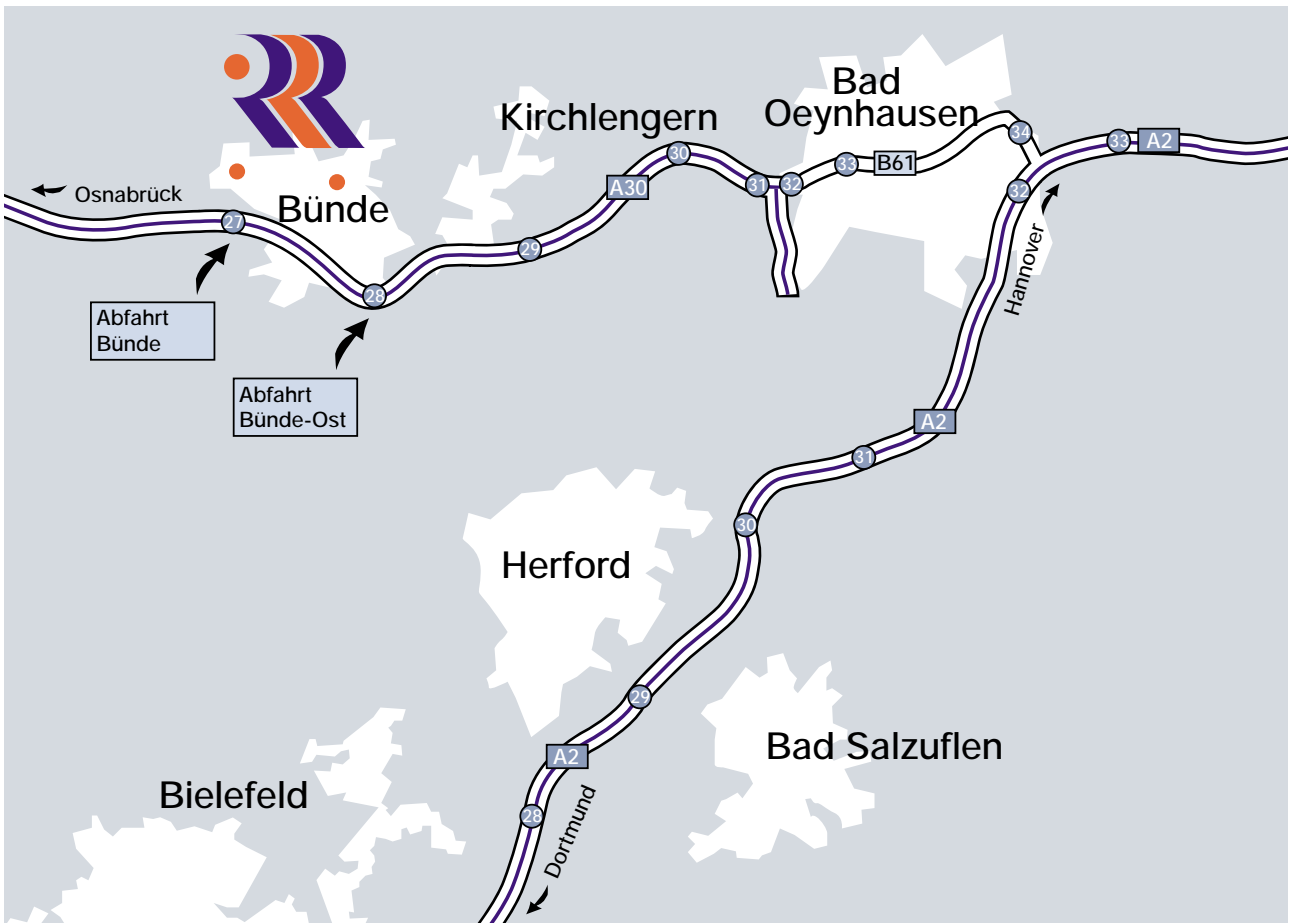 RR
Bad
Oeynhausen
Kirchlengern
34
33
A2
30
33
B61
A30
31
32
32
Osnabrück
Bünde
27
29
Hannover
28
Abfahrt
Bünde
Abfahrt
Bünde-Ost
A2
31
30
Herford
29
Bad Salzuflen
A2
Bielefeld
28
Dortmund